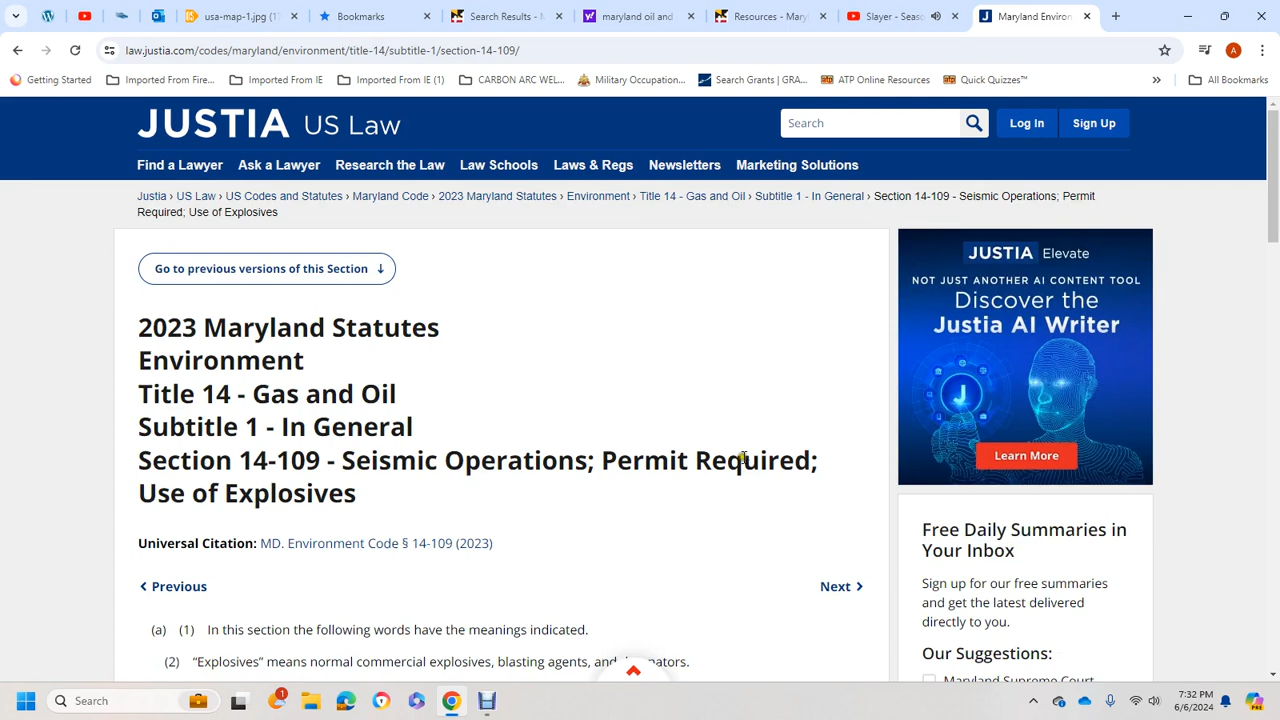 usa-map-1.jpg (1
Bookmarks
Search Results - M
maryland oil and
Resources - Mary
Slayer - Seas
Maryland Enviro
law.justia.com/codes/maryland/environment/title-14/subtitle-1/section-14-109/
A
Getting Started
Imported From Fire...
Imported From IE
Imported From IE (1)
CARBON ARC WEL...
Military Occupation...
Search Grants | GRA...
ATP Online Resources
Quick Quizzes™
»
All Bookmarks
JUSTIA US Law
Search
Log In
Sign Up
Find a Lawyer
Ask a Lawyer
Research the Law
Law Schools
Laws & Regs
Newsletters
Marketing Solutions
Justia › US Law › US Codes and Statutes › Maryland Code › 2023 Maryland Statutes › Environment › Title 14 - Gas and Oil › Subtitle 1 - In General › Section 14-109 - Seismic Operations; Permit
Required; Use of Explosives
Go to previous versions of this Section ↓
2023 Maryland Statutes
Environment
Title 14 - Gas and Oil
Subtitle 1 - In General
Section 14-109 - Seismic Operations; Permit Required;
Use of Explosives
Universal Citation: MD. Environment Code § 14-109 (2023)
Previous
Next
(a) (1) In this section the following words have the meanings indicated.
(2) “Explosives” means normal commercial explosives, blasting agents, and
JUSTIA Elevate
NOT JUST ANOTHER AI CONTENT TOOL
Discover the
Justia AI Writer
J
Learn More
Free Daily Summaries in
Your Inbox
Sign up for our free summaries
and get the latest delivered
directly to you.
Our Suggestions:
Maryland Supreme Court
Search
1
7:32 PM
6/6/2024